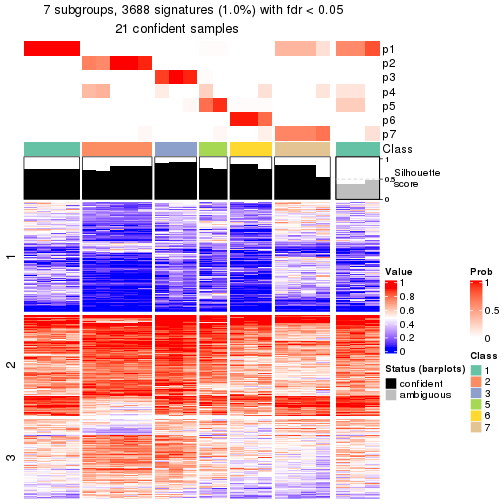 7 subgroups, 3688 signatures (1.0%) with fdr < 0.05
21 confident samples
p1
p2
p3
p4
p5
p6
p7
Class
1
0.5
0
Silhouette
score
1
2
3
Value
1
0.8
0.6
0.4
0.2
0
Status (barplots)
confident
ambiguous
Prob
1
0.5
0
Class
1
2
3
5
6
7